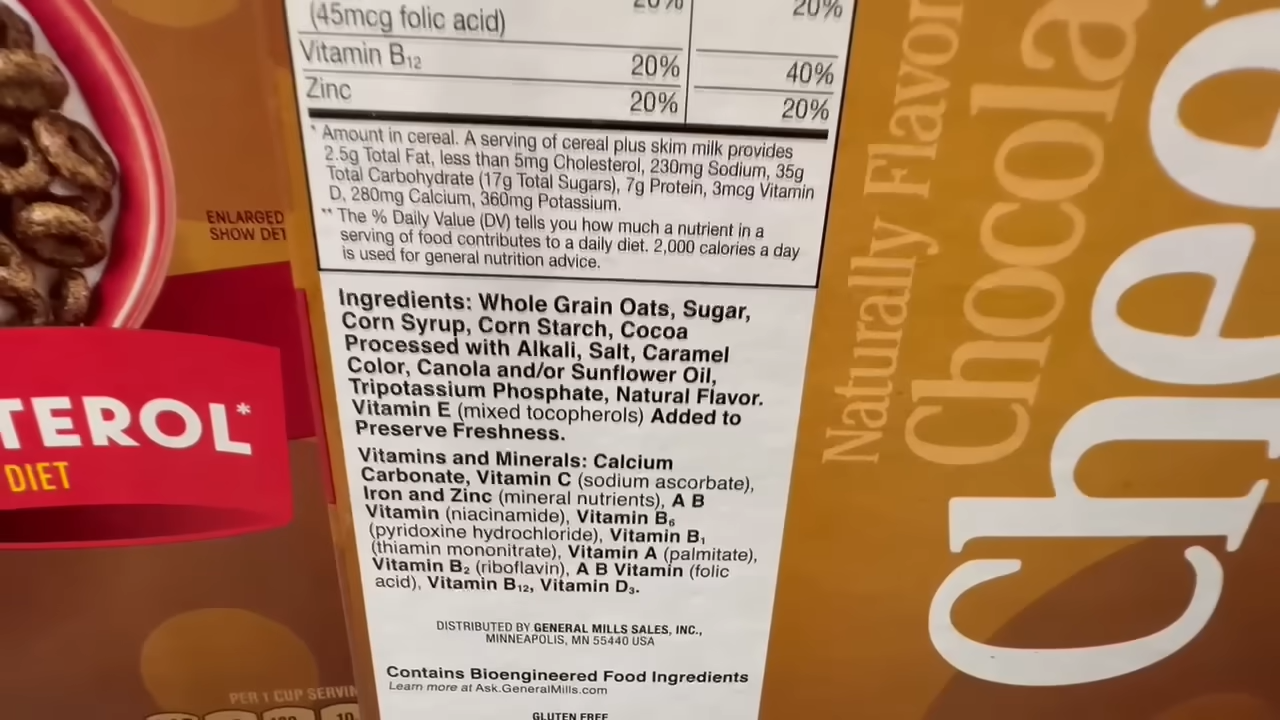 (45mcg folic acid) 20% 20%
Vitamin B12 20% 40%
Zinc 20% 20%
* Amount in cereal. A serving of cereal plus skim milk provides
2.5g Total Fat, less than 5mg Cholesterol, 230mg Sodium, 35g
Total Carbohydrate (17g Total Sugars), 7g Protein, 3mcg Vitamin
D, 280mg Calcium, 360mg Potassium.
** The % Daily Value (DV) tells you how much a nutrient in a
serving of food contributes to a daily diet. 2,000 calories a day
is used for general nutrition advice.
Ingredients: Whole Grain Oats, Sugar,
Corn Syrup, Corn Starch, Cocoa
Processed with Alkali, Salt, Caramel
Color, Canola and/or Sunflower Oil,
Tripotassium Phosphate, Natural Flavor.
Vitamin E (mixed tocopherols) Added to
Preserve Freshness.
Vitamins and Minerals: Calcium
Carbonate, Vitamin C (sodium ascorbate),
Iron and Zinc (mineral nutrients), A B
Vitamin (niacinamide), Vitamin B6
(pyridoxine hydrochloride), Vitamin B1
(thiamin mononitrate), Vitamin A (palmitate),
Vitamin B2 (riboflavin), A B Vitamin (folic
acid), Vitamin B12, Vitamin D3.
DISTRIBUTED BY GENERAL MILLS SALES, INC.,
MINNEAPOLIS, MN 55440 USA
Contains Bioengineered Food Ingredients
Learn more at Ask.GeneralMills.com
GLUTEN FREE
ENLARGED
SHOW DET
TEROL*
DIET
PER 1 CUP SERVIN
Naturally Flavor
Chocola
Chee